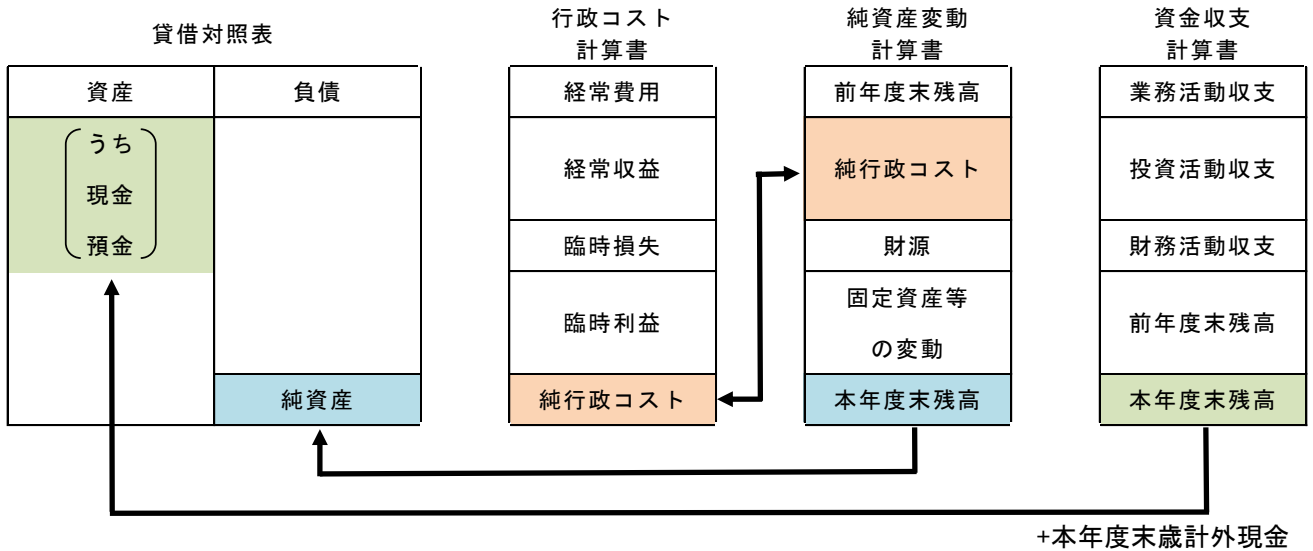 貸借対照表
資産
負債
うち
現金
預金
純資産
行政コスト
計算書
経常費用
経常収益
臨時損失
臨時利益
純行政コスト
純資産変動
計算書
前年度末残高
純行政コスト
財源
固定資産等
の変動
本年度末残高
資金収支
計算書
業務活動収支
投資活動収支
財務活動収支
前年度末残高
本年度末残高
+本年度末歳計外現金